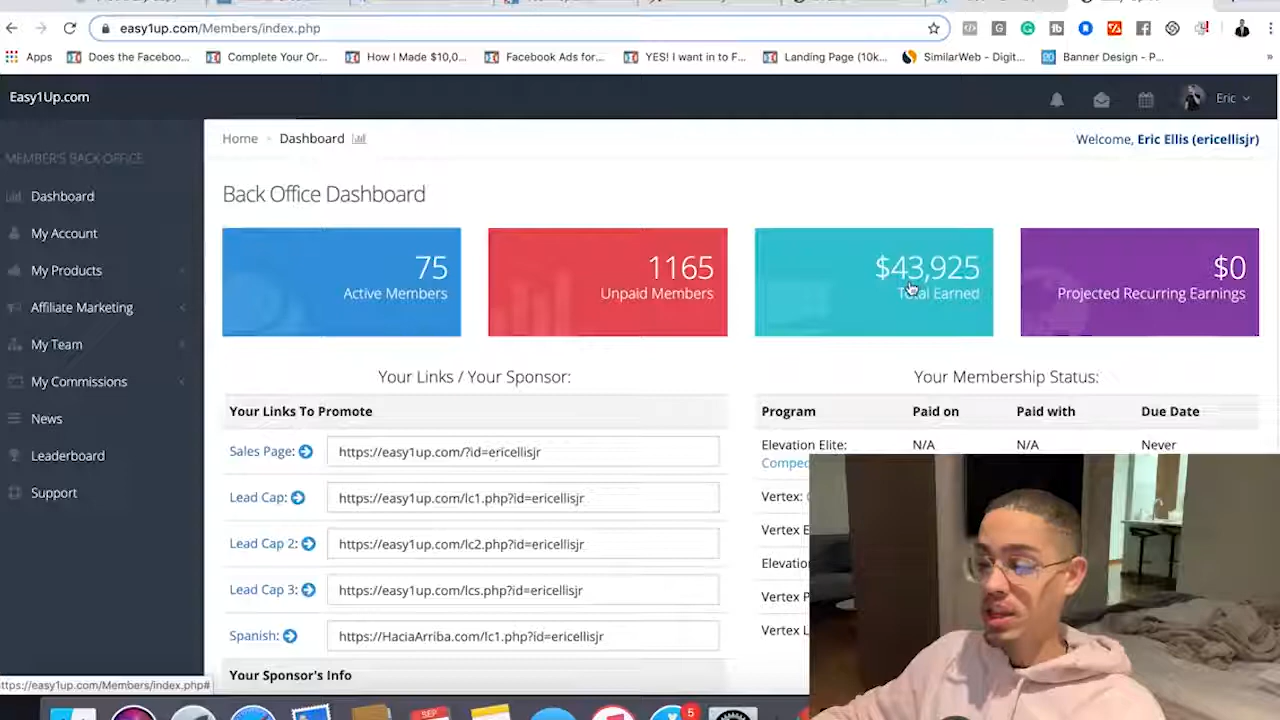 easy1up.com/Members/index.php
Apps
Does the Faceboo...
Complete Your Or...
How I Made $10,0...
Facebook Ads for...
YES! I want in to F...
Landing Page (10k...
SimilarWeb - Digit...
Banner Design - P...
»
Easy1Up.com
Eric
Home
Dashboard
Welcome, Eric Ellis (ericellisjr)
MEMBER'S BACK OFFICE
Dashboard
My Account
My Products
Affiliate Marketing
My Team
My Commissions
News
Leaderboard
Support
Back Office Dashboard
75
Active Members
1165
Unpaid Members
$43,925
Total Earned
$0
Projected Recurring Earnings
Your Links / Your Sponsor:
Your Links To Promote
Sales Page: https://easy1up.com/?id=ericellisjr
Lead Cap: https://easy1up.com/lc1.php?id=ericellisjr
Lead Cap 2: https://easy1up.com/lc2.php?id=ericellisjr
Lead Cap 3: https://easy1up.com/lcs.php?id=ericellisjr
Spanish: https://HaciaArriba.com/lc1.php?id=ericellisjr
Your Sponsor's Info
Your Membership Status:
Program Paid on Paid with Due Date
Elevation Elite: N/A N/A Never
Vertex:
Vertex E
Elevatio
Vertex P
Vertex L
ttps://easy1up.com/Members/index.php#
SEP
5